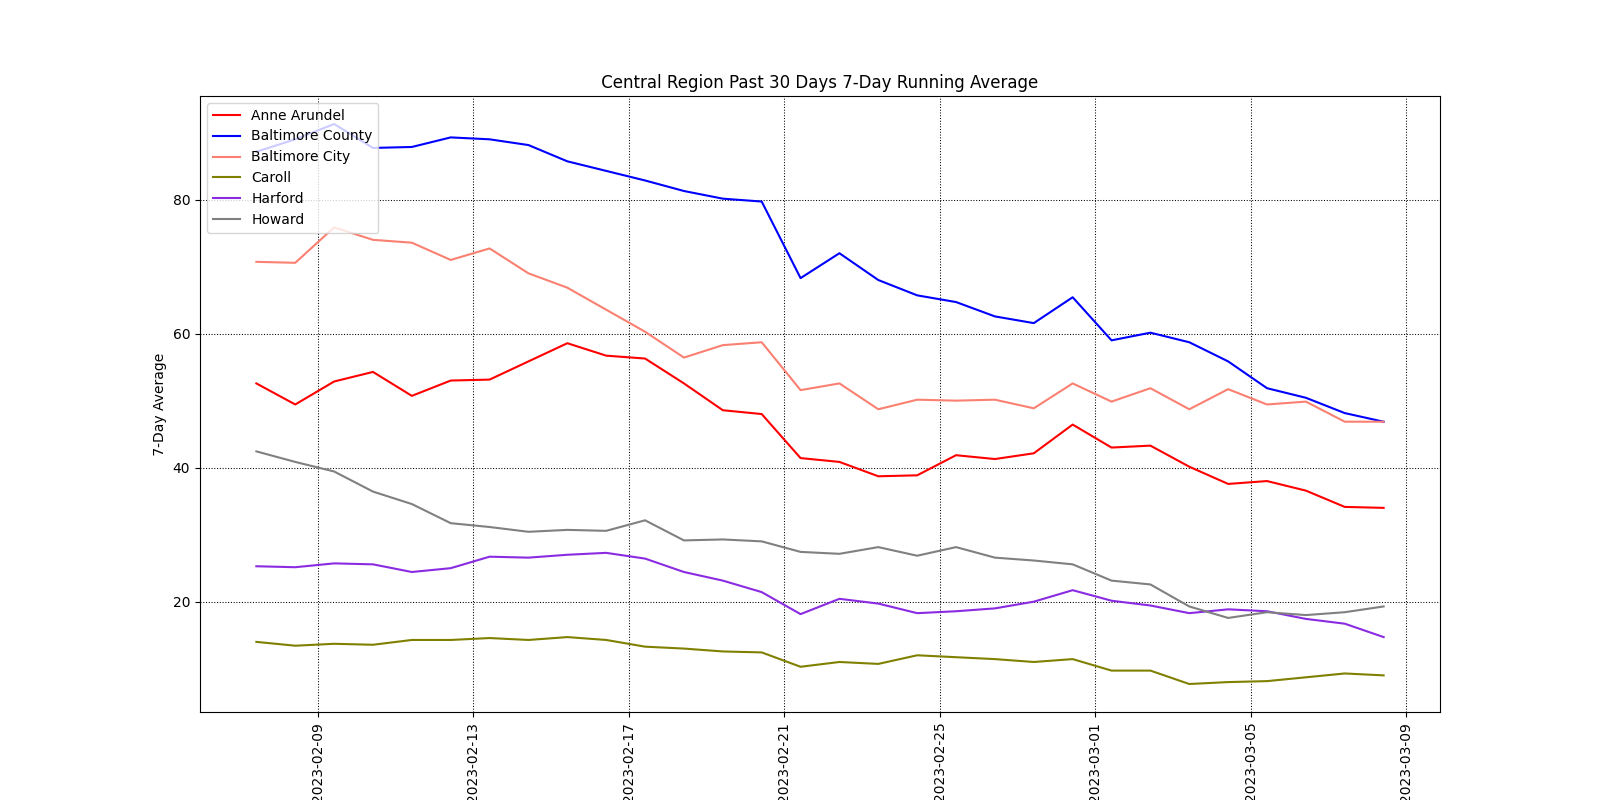 Central Region Past 30 Days 7-Day Running Average
Anne Arundel
Baltimore County
Baltimore City
Caroll
Harford
Howard
7-Day Average
80
60
40
20
2023-02-09
2023-02-13
2023-02-17
2023-02-21
2023-02-25
2023-03-01
2023-03-05
2023-03-09